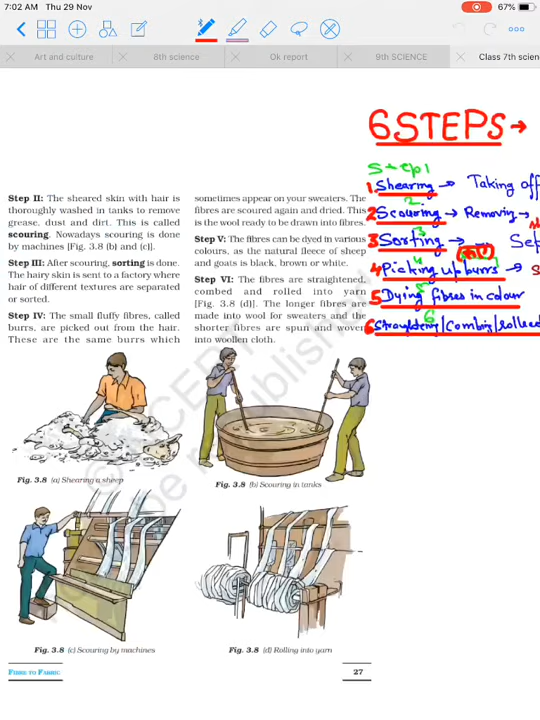 7:02 AM Thu 29 Nov
67%
Art and culture
8th science
Ok report
9th SCIENCE
Class 7th scien
6 STEPS →
Step 1
1. Shearing → Taking off
2
2 Scouring → Removing →
3
3 Sorting → Sep
4
4 Picking up burrs → S
5
5 Dying fibres in colour
6
Step II: The sheared skin with hair is
thoroughly washed in tanks to remove
grease, dust and dirt. This is called
scouring. Nowadays scouring is done
by machines [Fig. 3.8 (b) and (c)].
Step III: After scouring, sorting is done.
The hairy skin is sent to a factory where
hair of different textures are separated
or sorted.
Step IV: The small fluffy fibres, called
burrs, are picked out from the hair.
These are the same burrs which
sometimes appear on your sweaters. The
fibres are scoured again and dried. This
is the wool ready to be drawn into fibres.
Step V: The fibres can be dyed in various
colours, as the natural fleece of sheep
and goats is black, brown or white.
Step VI: The fibres are straightened,
combed and rolled into yarn
[Fig. 3.8 (d)]. The longer fibres are
made into wool for sweaters and the
shorter fibres are spun and woven
into woollen cloth.
Fig. 3.8 (a) Shearing a sheep
Fig. 3.8 (b) Scouring in tanks
Fig. 3.8 (c) Scouring by machines
Fig. 3.8 (d) Rolling into yarn
FIBRE TO FABRIC
27